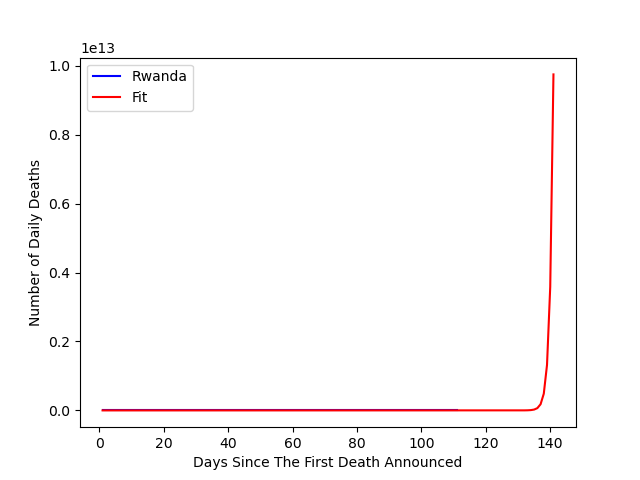 1e13
1.0
0.8
0.6
0.4
0.2
0.0
Number of Daily Deaths
Rwanda
Fit
0 20 40 60 80 100 120 140
Days Since The First Death Announced